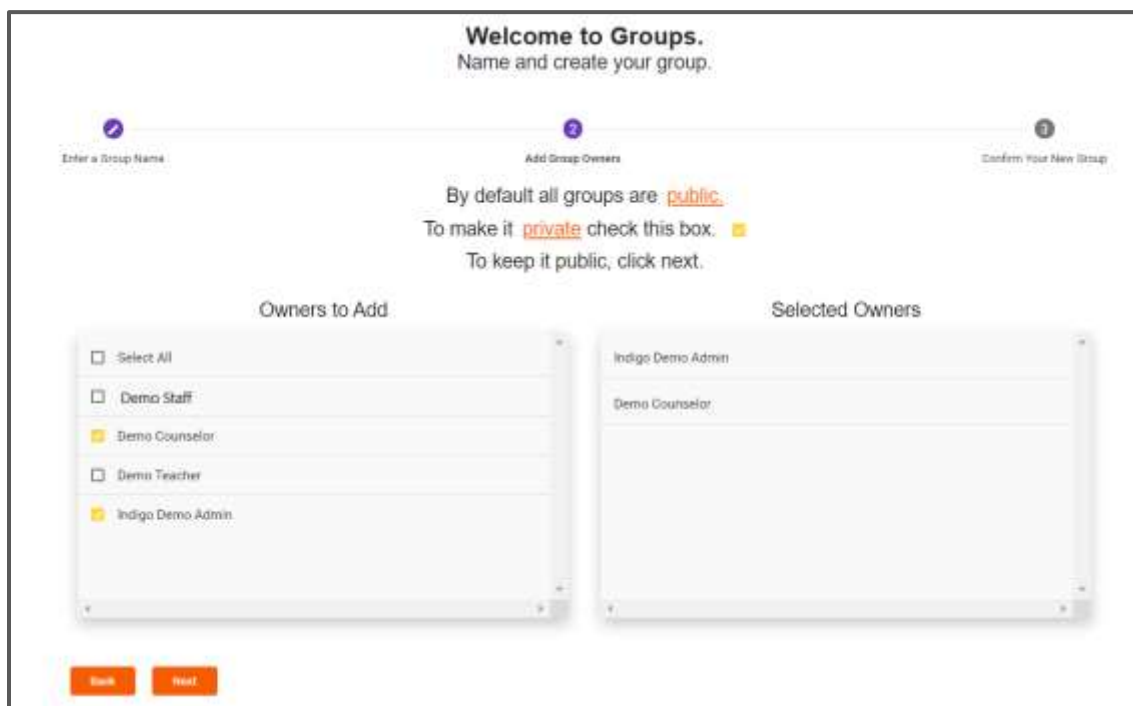 Welcome to Groups.
Name and create your group.
2
3
Enter a Group Name
Add Group Owners
Confirm Your New Group
By default all groups are public.
To make it private check this box.
To keep it public, click next.
Owners to Add
Selected Owners
Select All
Demo Staff
Demo Counselor
Demo Teacher
Indigo Demo Admin
Indigo Demo Admin
Demo Counselor
Back
Next